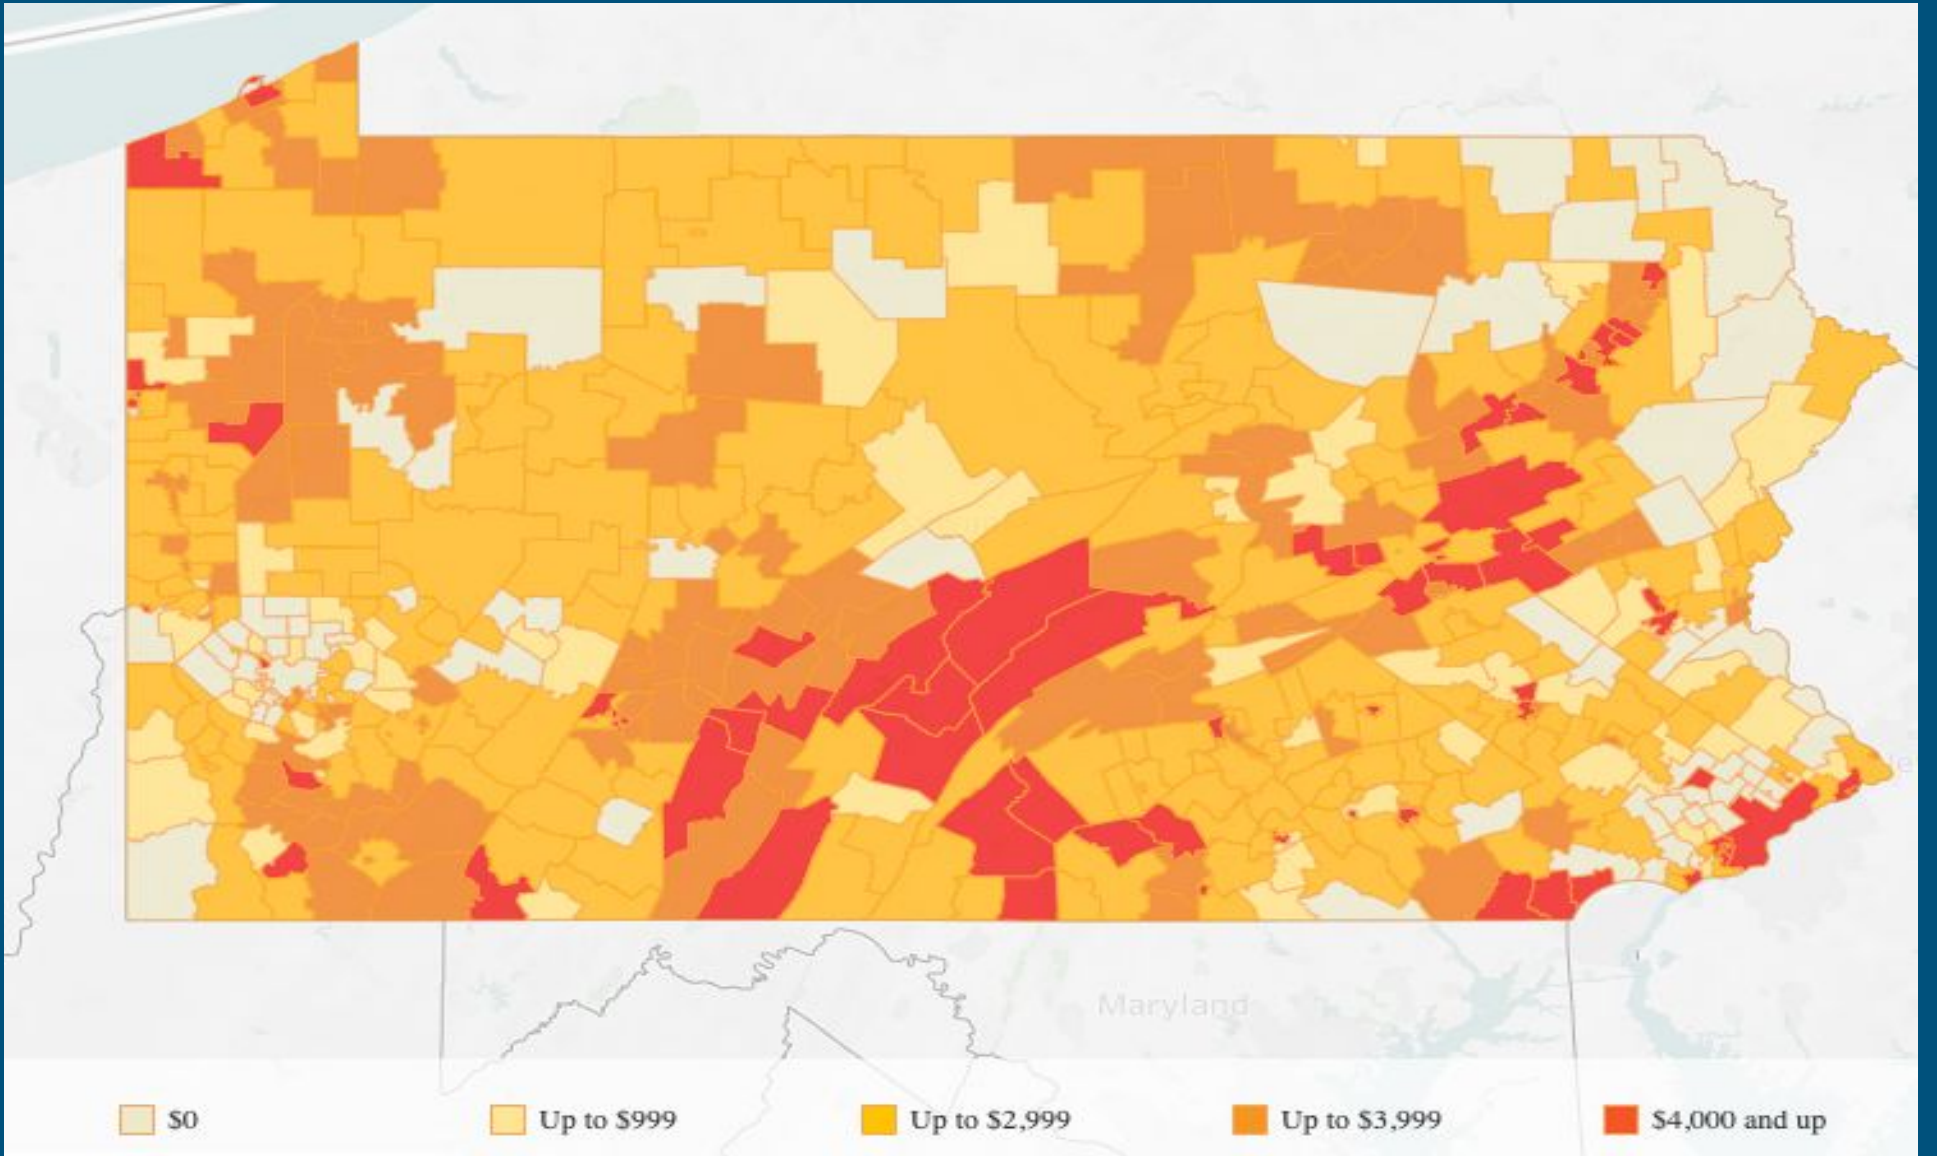 Maryland
$0
Up to $999
Up to $2,999
Up to $3,999
$4,000 and up